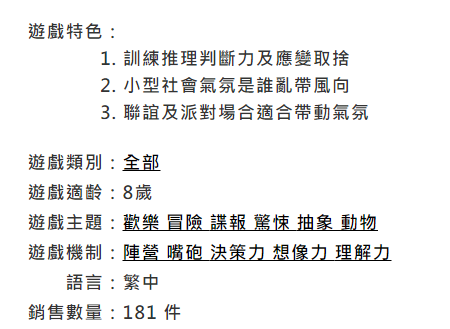 遊戲特色：
1. 訓練推理判斷力及應變取捨
2. 小型社會氣氛是誰亂帶風向
3. 聯誼及派對場合適合帶動氣氛
遊戲類別：全部
遊戲適齡：8歲
遊戲主題：歡樂 冒險 諜報 驚悚 抽象 動物
遊戲機制：陣營 嘴砲 決策力 想像力 理解力
語言：繁中
銷售數量：181 件